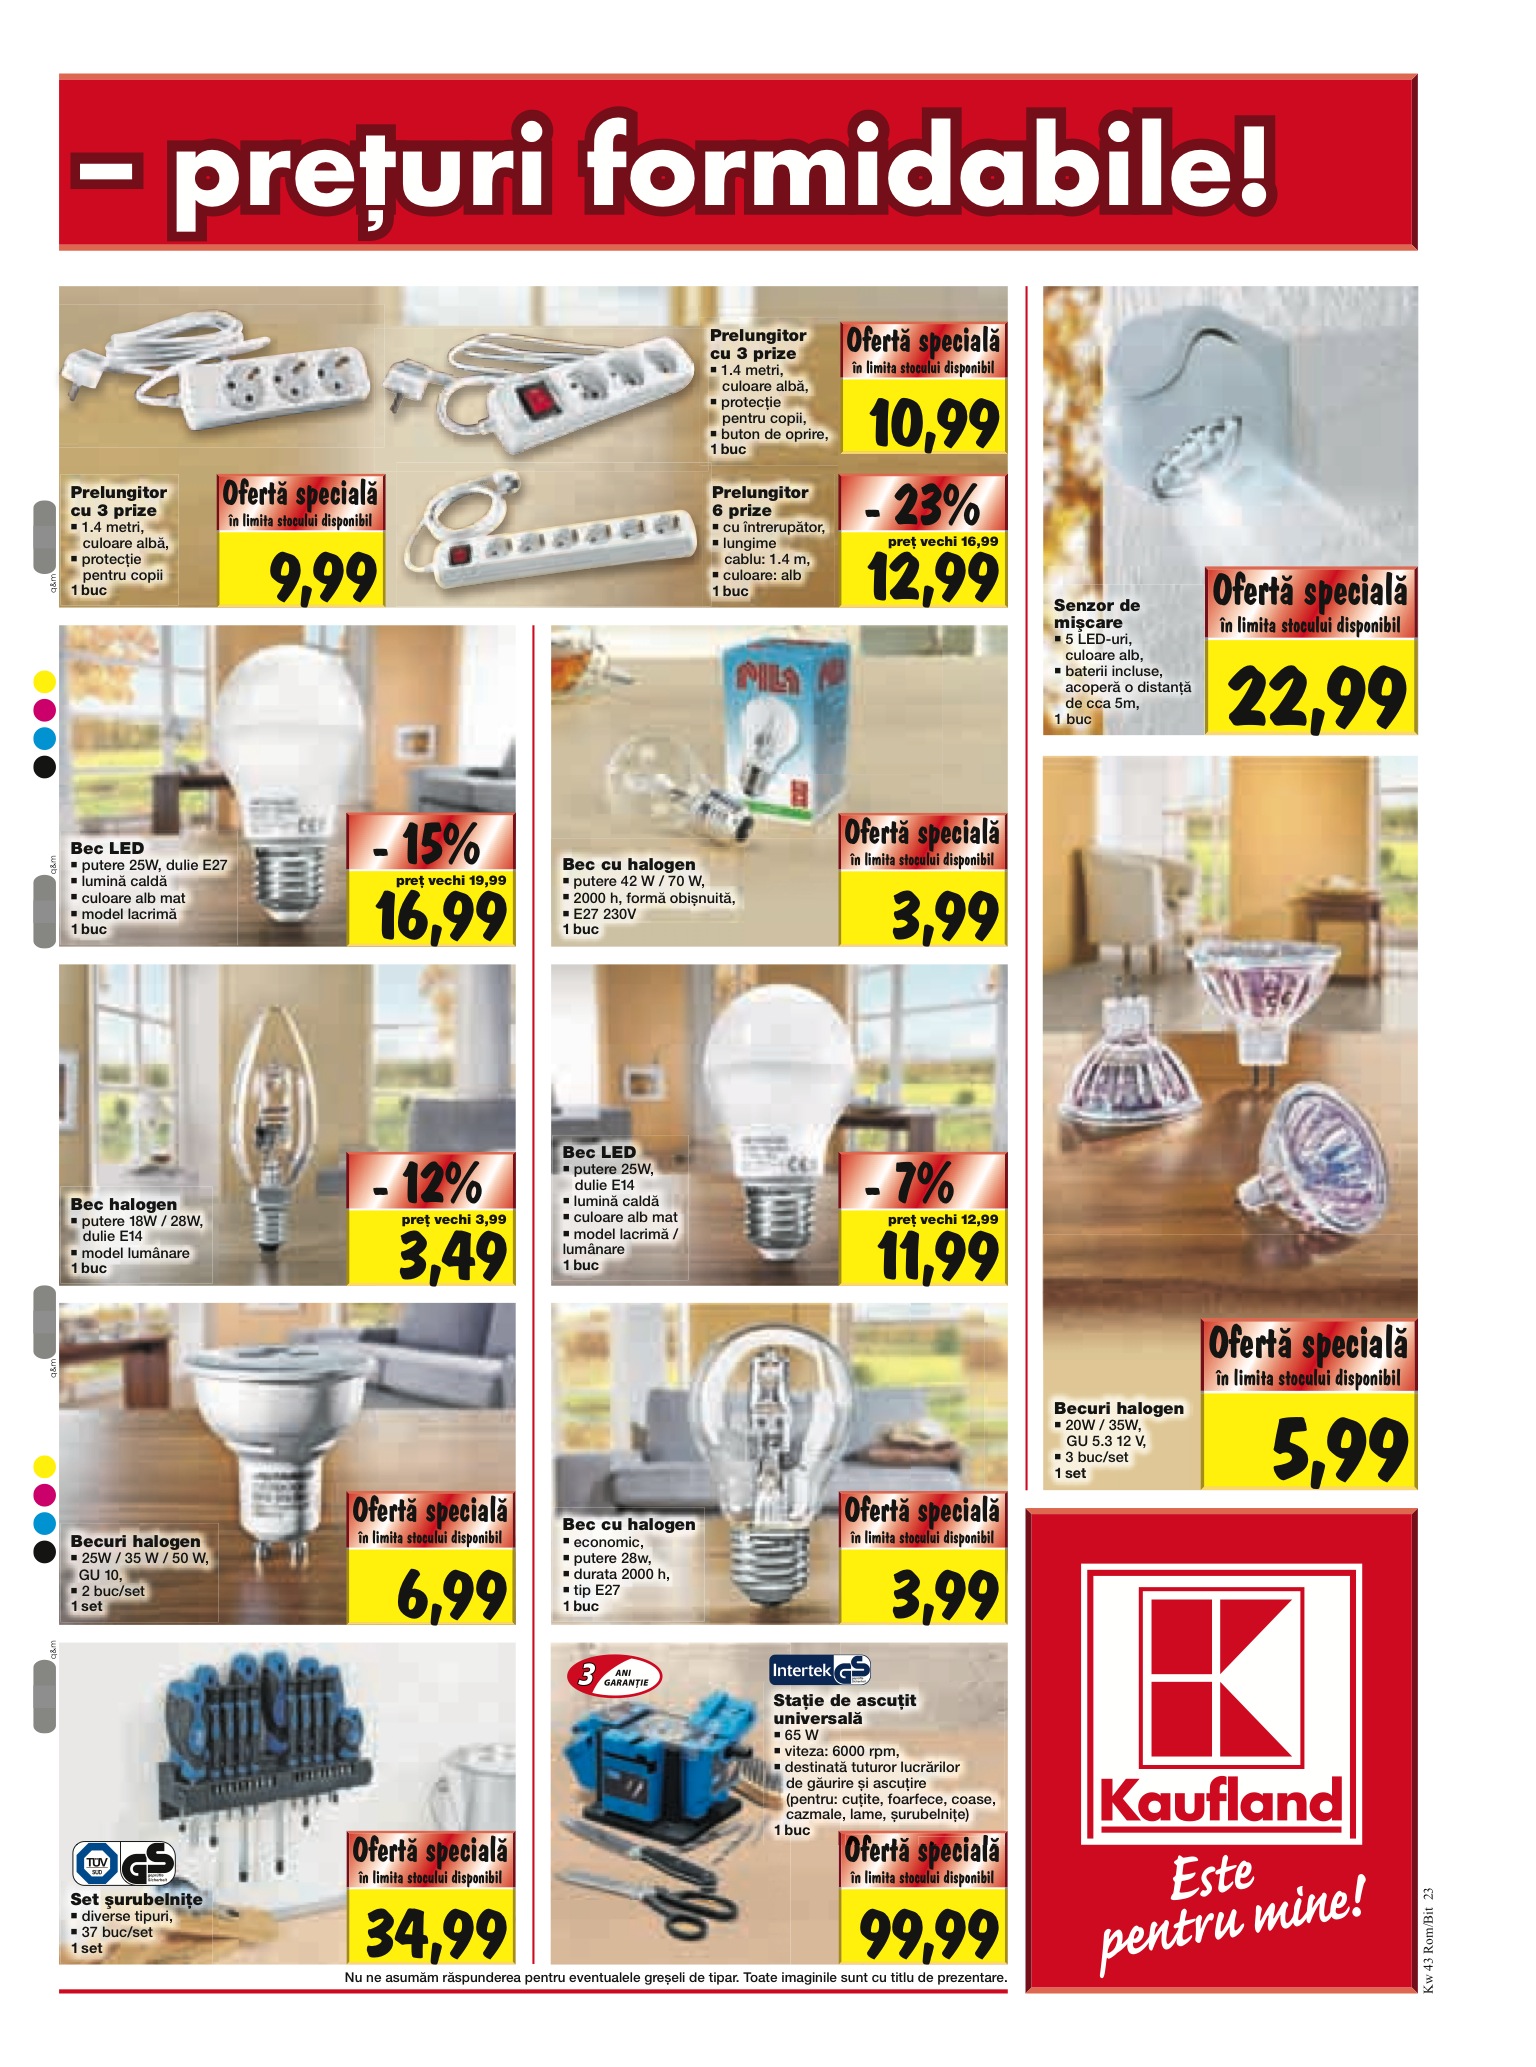 – prețuri formidabile!
Prelungitor
cu 3 prize
▪ 1.4 metri,
culoare albă,
▪ protecție
pentru copii,
▪ buton de oprire,
1 buc
Ofertă specială
în limita stocului disponibil
10,99
Prelungitor
cu 3 prize
▪ 1.4 metri,
culoare albă,
▪ protecție
pentru copii
1 buc
Ofertă specială
în limita stocului disponibil
9,99
Prelungitor
6 prize
▪ cu întrerupător,
▪ lungime
cablu: 1.4 m,
▪ culoare: alb
1 buc
- 23%
preț vechi 16,99
12,99
Senzor de
mișcare
▪ 5 LED-uri,
culoare alb,
▪ baterii incluse,
acoperă o distanță
de cca 5m,
1 buc
Ofertă specială
în limita stocului disponibil
22,99
Bec LED
▪ putere 25W, dulie E27
▪ lumină caldă
▪ culoare alb mat
▪ model lacrimă
1 buc
- 15%
preț vechi 19,99
16,99
PILA
Bec cu halogen
▪ putere 42 W / 70 W,
▪ 2000 h, formă obișnuită,
▪ E27 230V
1 buc
Ofertă specială
în limita stocului disponibil
3,99
Bec halogen
▪ putere 18W / 28W,
dulie E14
▪ model lumânare
1 buc
- 12%
preț vechi 3,99
3,49
Bec LED
▪ putere 25W,
dulie E14
▪ lumină caldă
▪ culoare alb mat
▪ model lacrimă /
lumânare
1 buc
- 7%
preț vechi 12,99
11,99
Becuri halogen
▪ 20W / 35W,
GU 5.3 12 V,
▪ 3 buc/set
1 set
Ofertă specială
în limita stocului disponibil
5,99
Becuri halogen
▪ 25W / 35 W / 50 W,
GU 10,
▪ 2 buc/set
1 set
Ofertă specială
în limita stocului disponibil
6,99
Bec cu halogen
▪ economic,
▪ putere 28w,
▪ durata 2000 h,
▪ tip E27
1 buc
Ofertă specială
în limita stocului disponibil
3,99
TÜV
SÜD
GS
geprüfte
Sicherheit
Set șurubelnițe
▪ diverse tipuri,
▪ 37 buc/set
1 set
Ofertă specială
în limita stocului disponibil
34,99
3 ANI
GARANȚIE
Intertek GS
Stație de ascuțit
universală
▪ 65 W
▪ viteza: 6000 rpm,
▪ destinată tuturor lucrărilor
de găurire și ascuțire
(pentru: cuțite, foarfece, coase,
cazmale, lame, șurubelnițe)
1 buc
Ofertă specială
în limita stocului disponibil
99,99
Kaufland
Este
pentru mine!
Nu ne asumăm răspunderea pentru eventualele greșeli de tipar. Toate imaginile sunt cu titlu de prezentare.
Kw 43 Rom/Bit 23
q&m
q&m
q&m
q&m